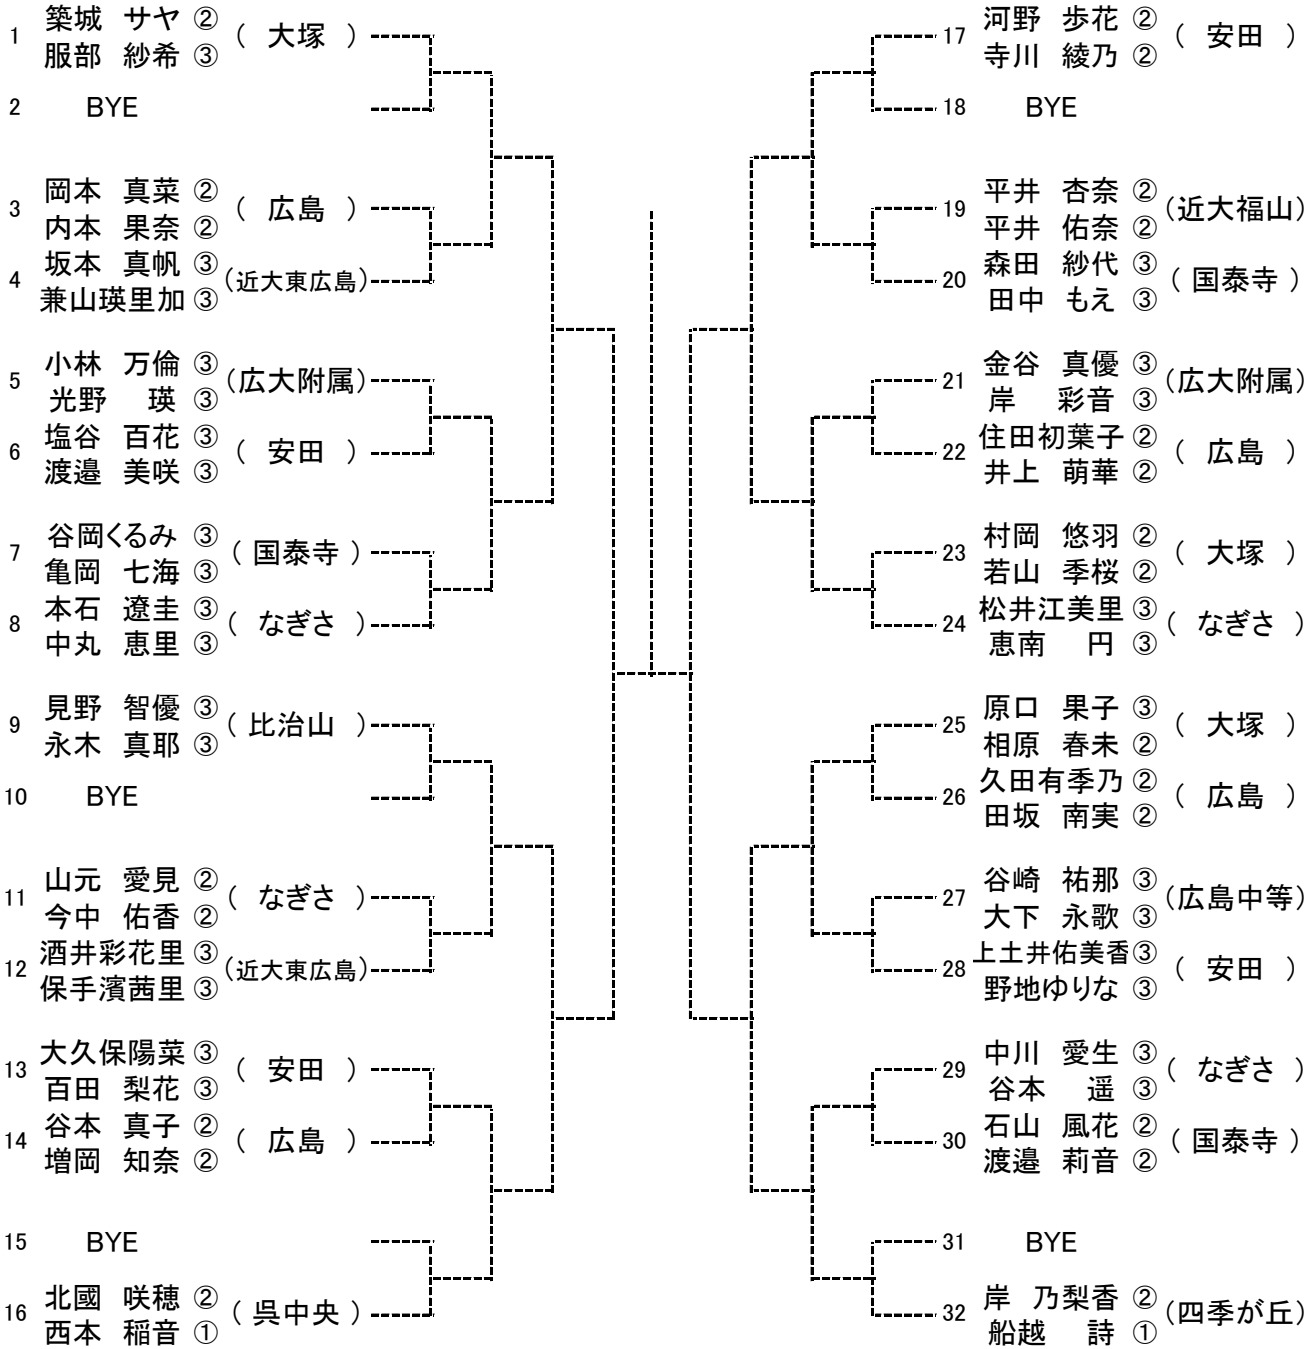 1 築城 サヤ ② ( 大塚 )
服部 紗希 ③
2 BYE
3 岡本 真菜 ② ( 広島 )
内本 果奈 ②
4 坂本 真帆 ③ (近大東広島)
兼山瑛里加 ③
5 小林 万倫 ③ (広大附属)
光野 瑛 ③
6 塩谷 百花 ③ ( 安田 )
渡邉 美咲 ③
7 谷岡くるみ ③ ( 国泰寺 )
亀岡 七海 ③
8 本石 遼圭 ③ ( なぎさ )
中丸 恵里 ③
9 見野 智優 ③ ( 比治山 )
永木 真耶 ③
10 BYE
11 山元 愛見 ② ( なぎさ )
今中 佑香 ②
12 酒井彩花里 ③ (近大東広島)
保手濱茜里 ③
13 大久保陽菜 ③ ( 安田 )
百田 梨花 ③
14 谷本 真子 ② ( 広島 )
増岡 知奈 ②
15 BYE
16 北國 咲穂 ② ( 呉中央 )
西本 稲音 ①
17 河野 歩花 ② ( 安田 )
寺川 綾乃 ②
18 BYE
19 平井 杏奈 ② (近大福山)
平井 佑奈 ②
20 森田 紗代 ③ ( 国泰寺 )
田中 もえ ③
21 金谷 真優 ③ (広大附属)
岸 彩音 ③
22 住田初葉子 ② ( 広島 )
井上 萌華 ②
23 村岡 悠羽 ② ( 大塚 )
若山 季桜 ②
24 松井江美里 ③ ( なぎさ )
恵南 円 ③
25 原口 果子 ③ ( 大塚 )
相原 春未 ②
26 久田有季乃 ② ( 広島 )
田坂 南実 ②
27 谷崎 祐那 ③ (広島中等)
大下 永歌 ③
28 上土井佑美香③ ( 安田 )
野地ゆりな ③
29 中川 愛生 ③ ( なぎさ )
谷本 遥 ③
30 石山 風花 ② ( 国泰寺 )
渡邉 莉音 ②
31 BYE
32 岸 乃梨香 ② (四季が丘)
船越 詩 ①